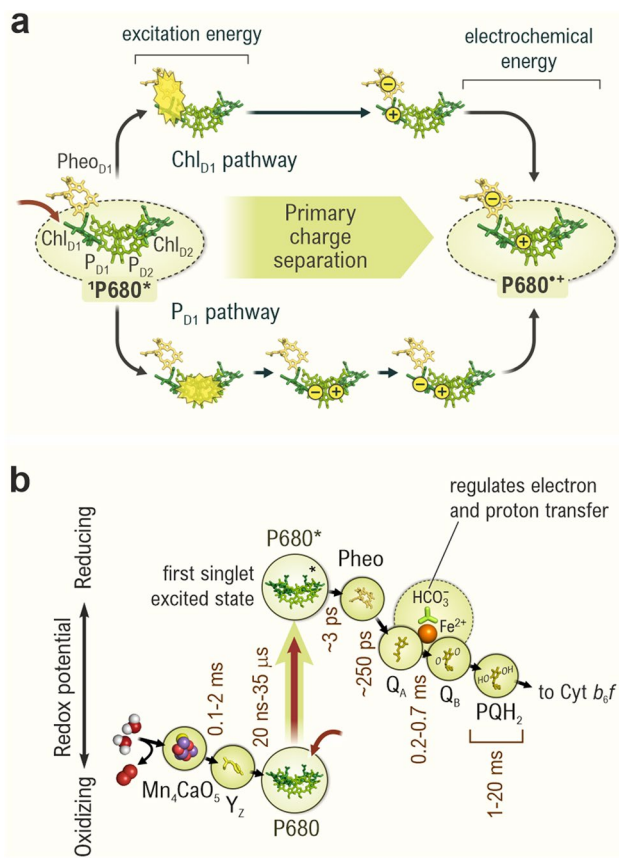 a
excitation energy
electrochemical
energy
Pheo_D1
Chl_D1 pathway
Chl_D1
Chl_D2
P_D1
P_D2
¹P680*
Primary
charge
separation
P680•+
P_D1 pathway
b
regulates electron
and proton transfer
P680*
*
Pheo
first singlet
excited state
HCO₃⁻
Fe²⁺
Reducing
Redox potential
Oxidizing
~3 ps
~250 ps
Q_A
0.2-0.7 ms
O
O
Q_B
HO
OH
PQH₂
to Cyt b₆f
1-20 ms
0.1-2 ms
20 ns-35 µs
Mn₄CaO₅
Y_Z
P680